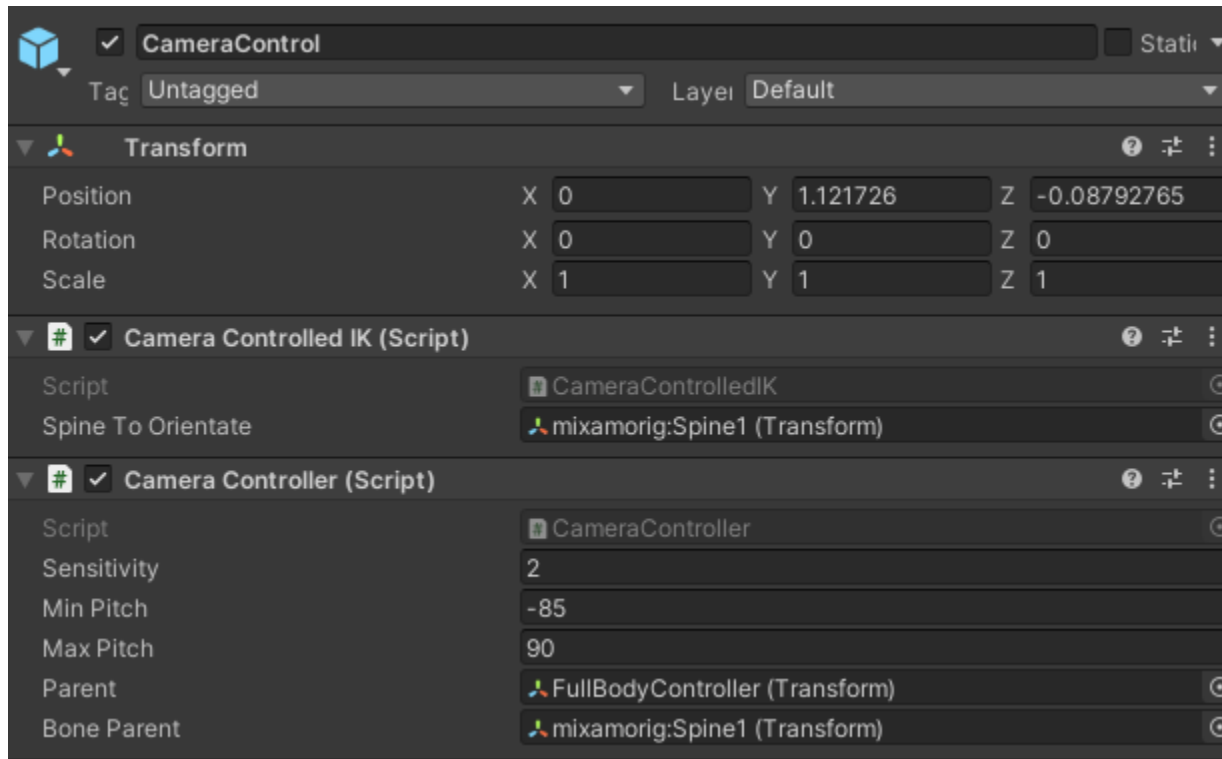 CameraControl Stati
Tag Untagged Layer Default
Transform
Position X 0 Y 1.121726 Z -0.08792765
Rotation X 0 Y 0 Z 0
Scale X 1 Y 1 Z 1
# Camera Controlled IK (Script)
Script # CameraControlledIK
Spine To Orientate mixamorig:Spine1 (Transform)
# Camera Controller (Script)
Script # CameraController
Sensitivity 2
Min Pitch -85
Max Pitch 90
Parent FullBodyController (Transform)
Bone Parent mixamorig:Spine1 (Transform)